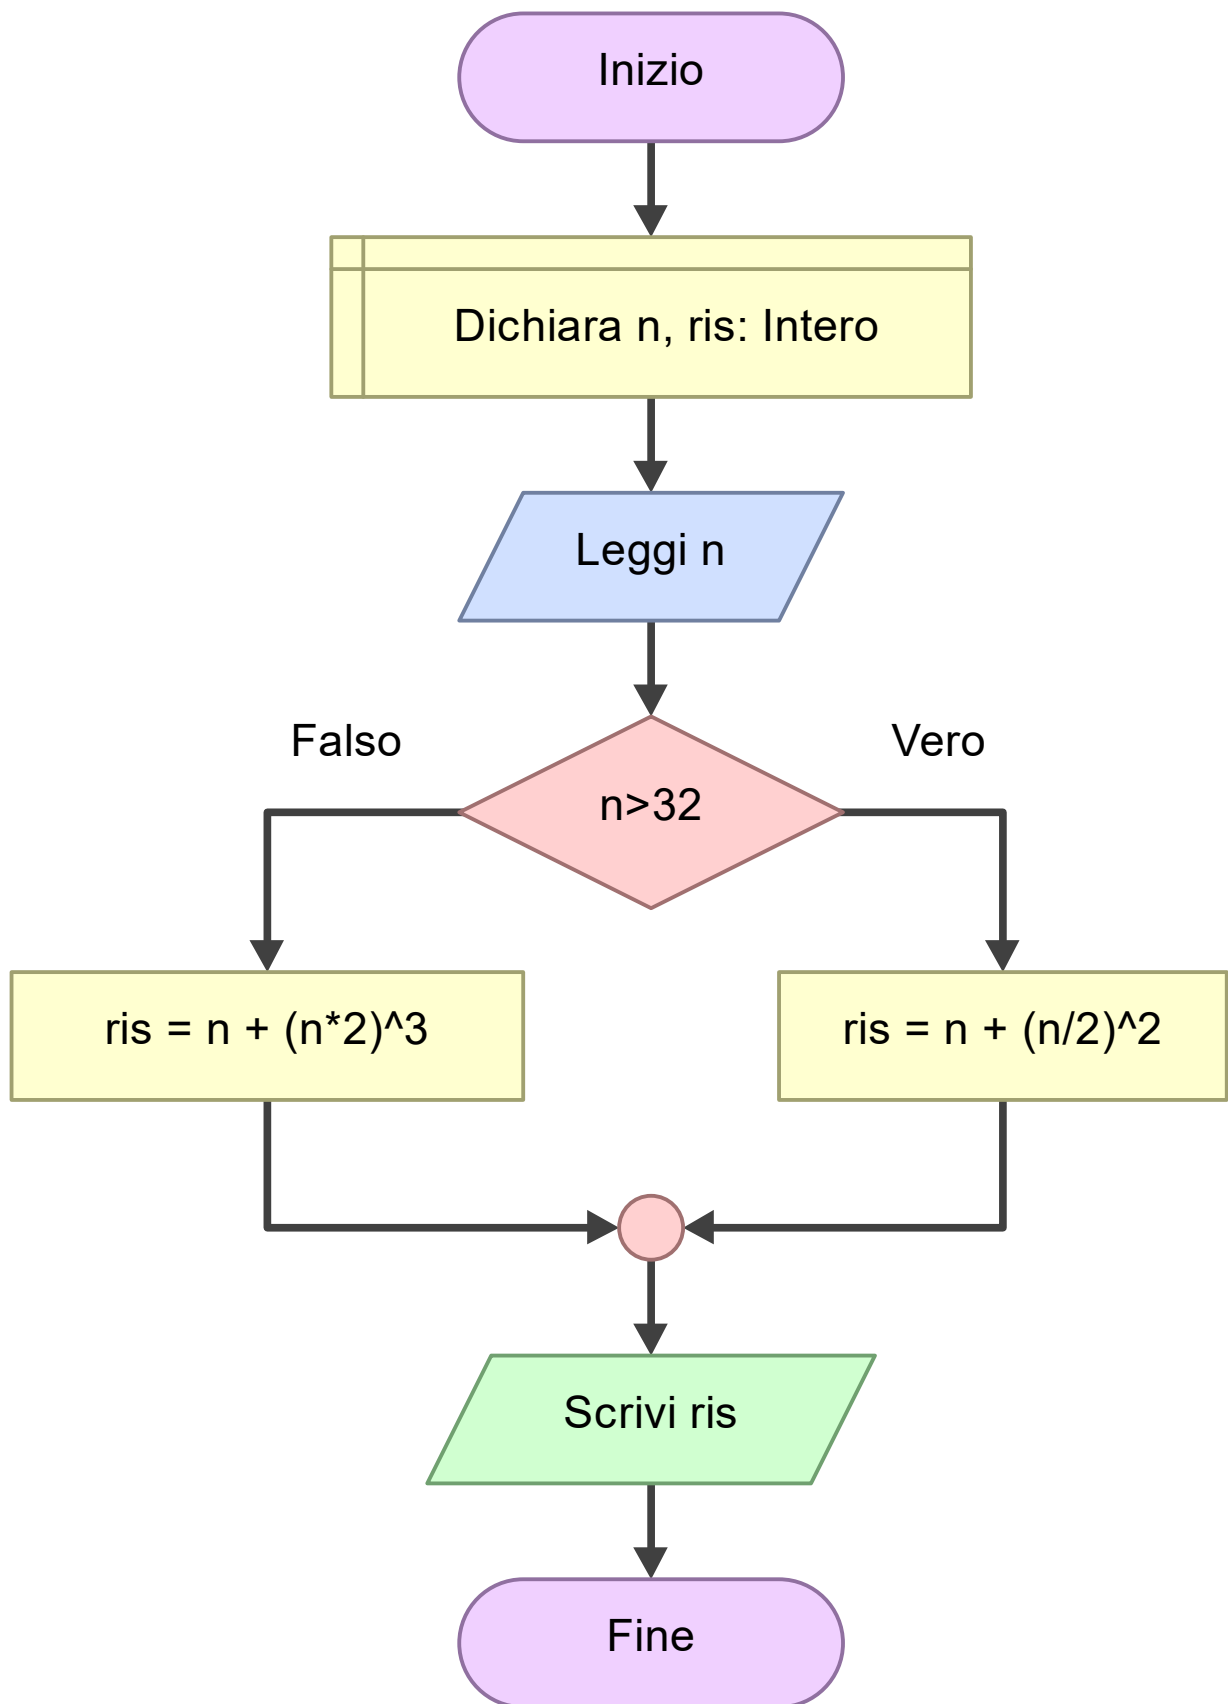 Inizio
Dichiara n, ris: Intero
Leggi n
Falso
Vero
n>32
ris = n + (n*2)^3
ris = n + (n/2)^2
Scrivi ris
Fine